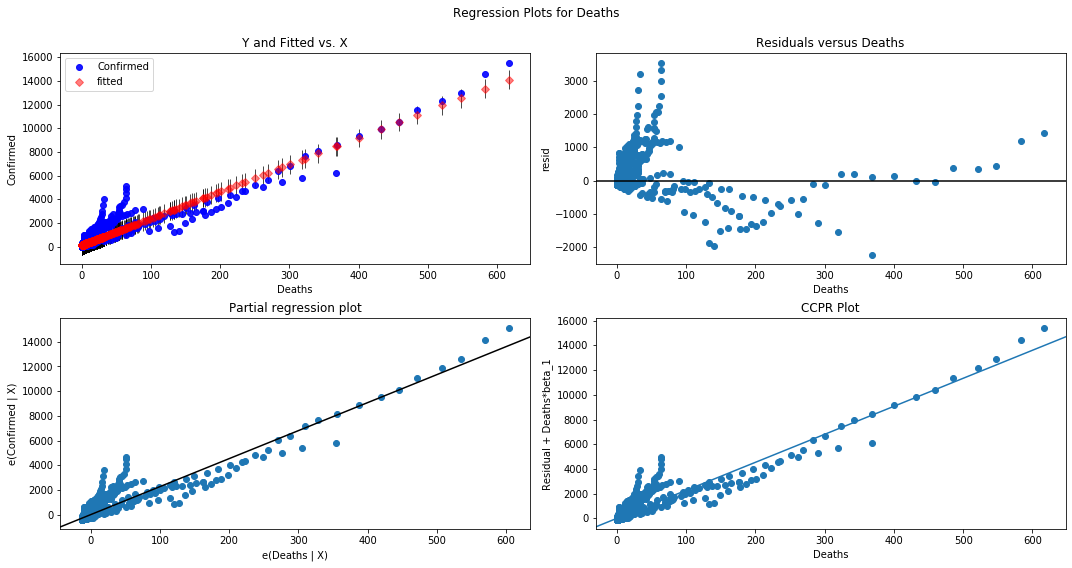 Regression Plots for Deaths
Y and Fitted vs. X
16000
14000
12000
10000
8000
6000
4000
2000
0
Confirmed
Confirmed
fitted
0 100 200 300 400 500 600
Deaths
Residuals versus Deaths
3000
2000
1000
0
−1000
−2000
resid
0 100 200 300 400 500 600
Deaths
Partial regression plot
14000
12000
10000
8000
6000
4000
2000
0
e(Confirmed | X)
0 100 200 300 400 500 600
e(Deaths | X)
CCPR Plot
16000
14000
12000
10000
8000
6000
4000
2000
0
Residual + Deaths*beta_1
0 100 200 300 400 500 600
Deaths